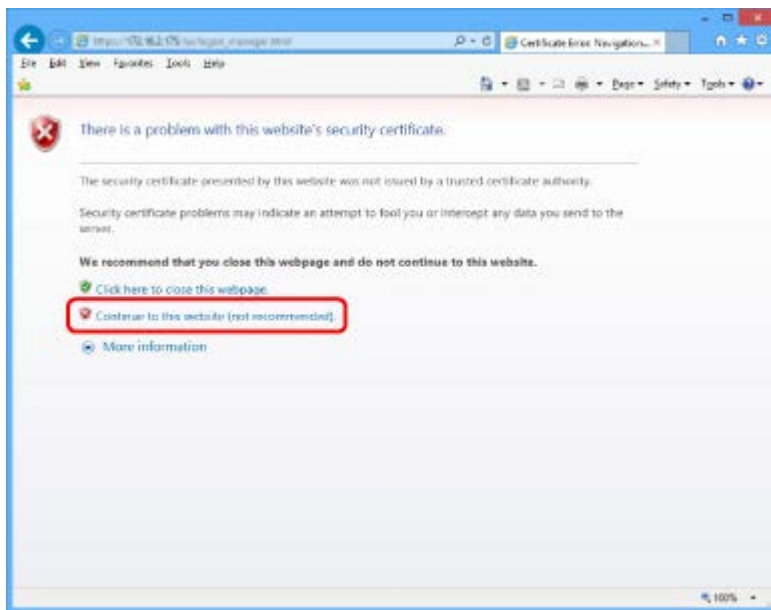 Certificate Error: Navigation...
File Edit View Favorites Tools Help
Page Safety Tools
There is a problem with this website's security certificate.
The security certificate presented by this website was not issued by a trusted certificate authority.
Security certificate problems may indicate an attempt to fool you or intercept any data you send to the
server.
We recommend that you close this webpage and do not continue to this website.
Click here to close this webpage.
Continue to this website (not recommended).
More information
100%